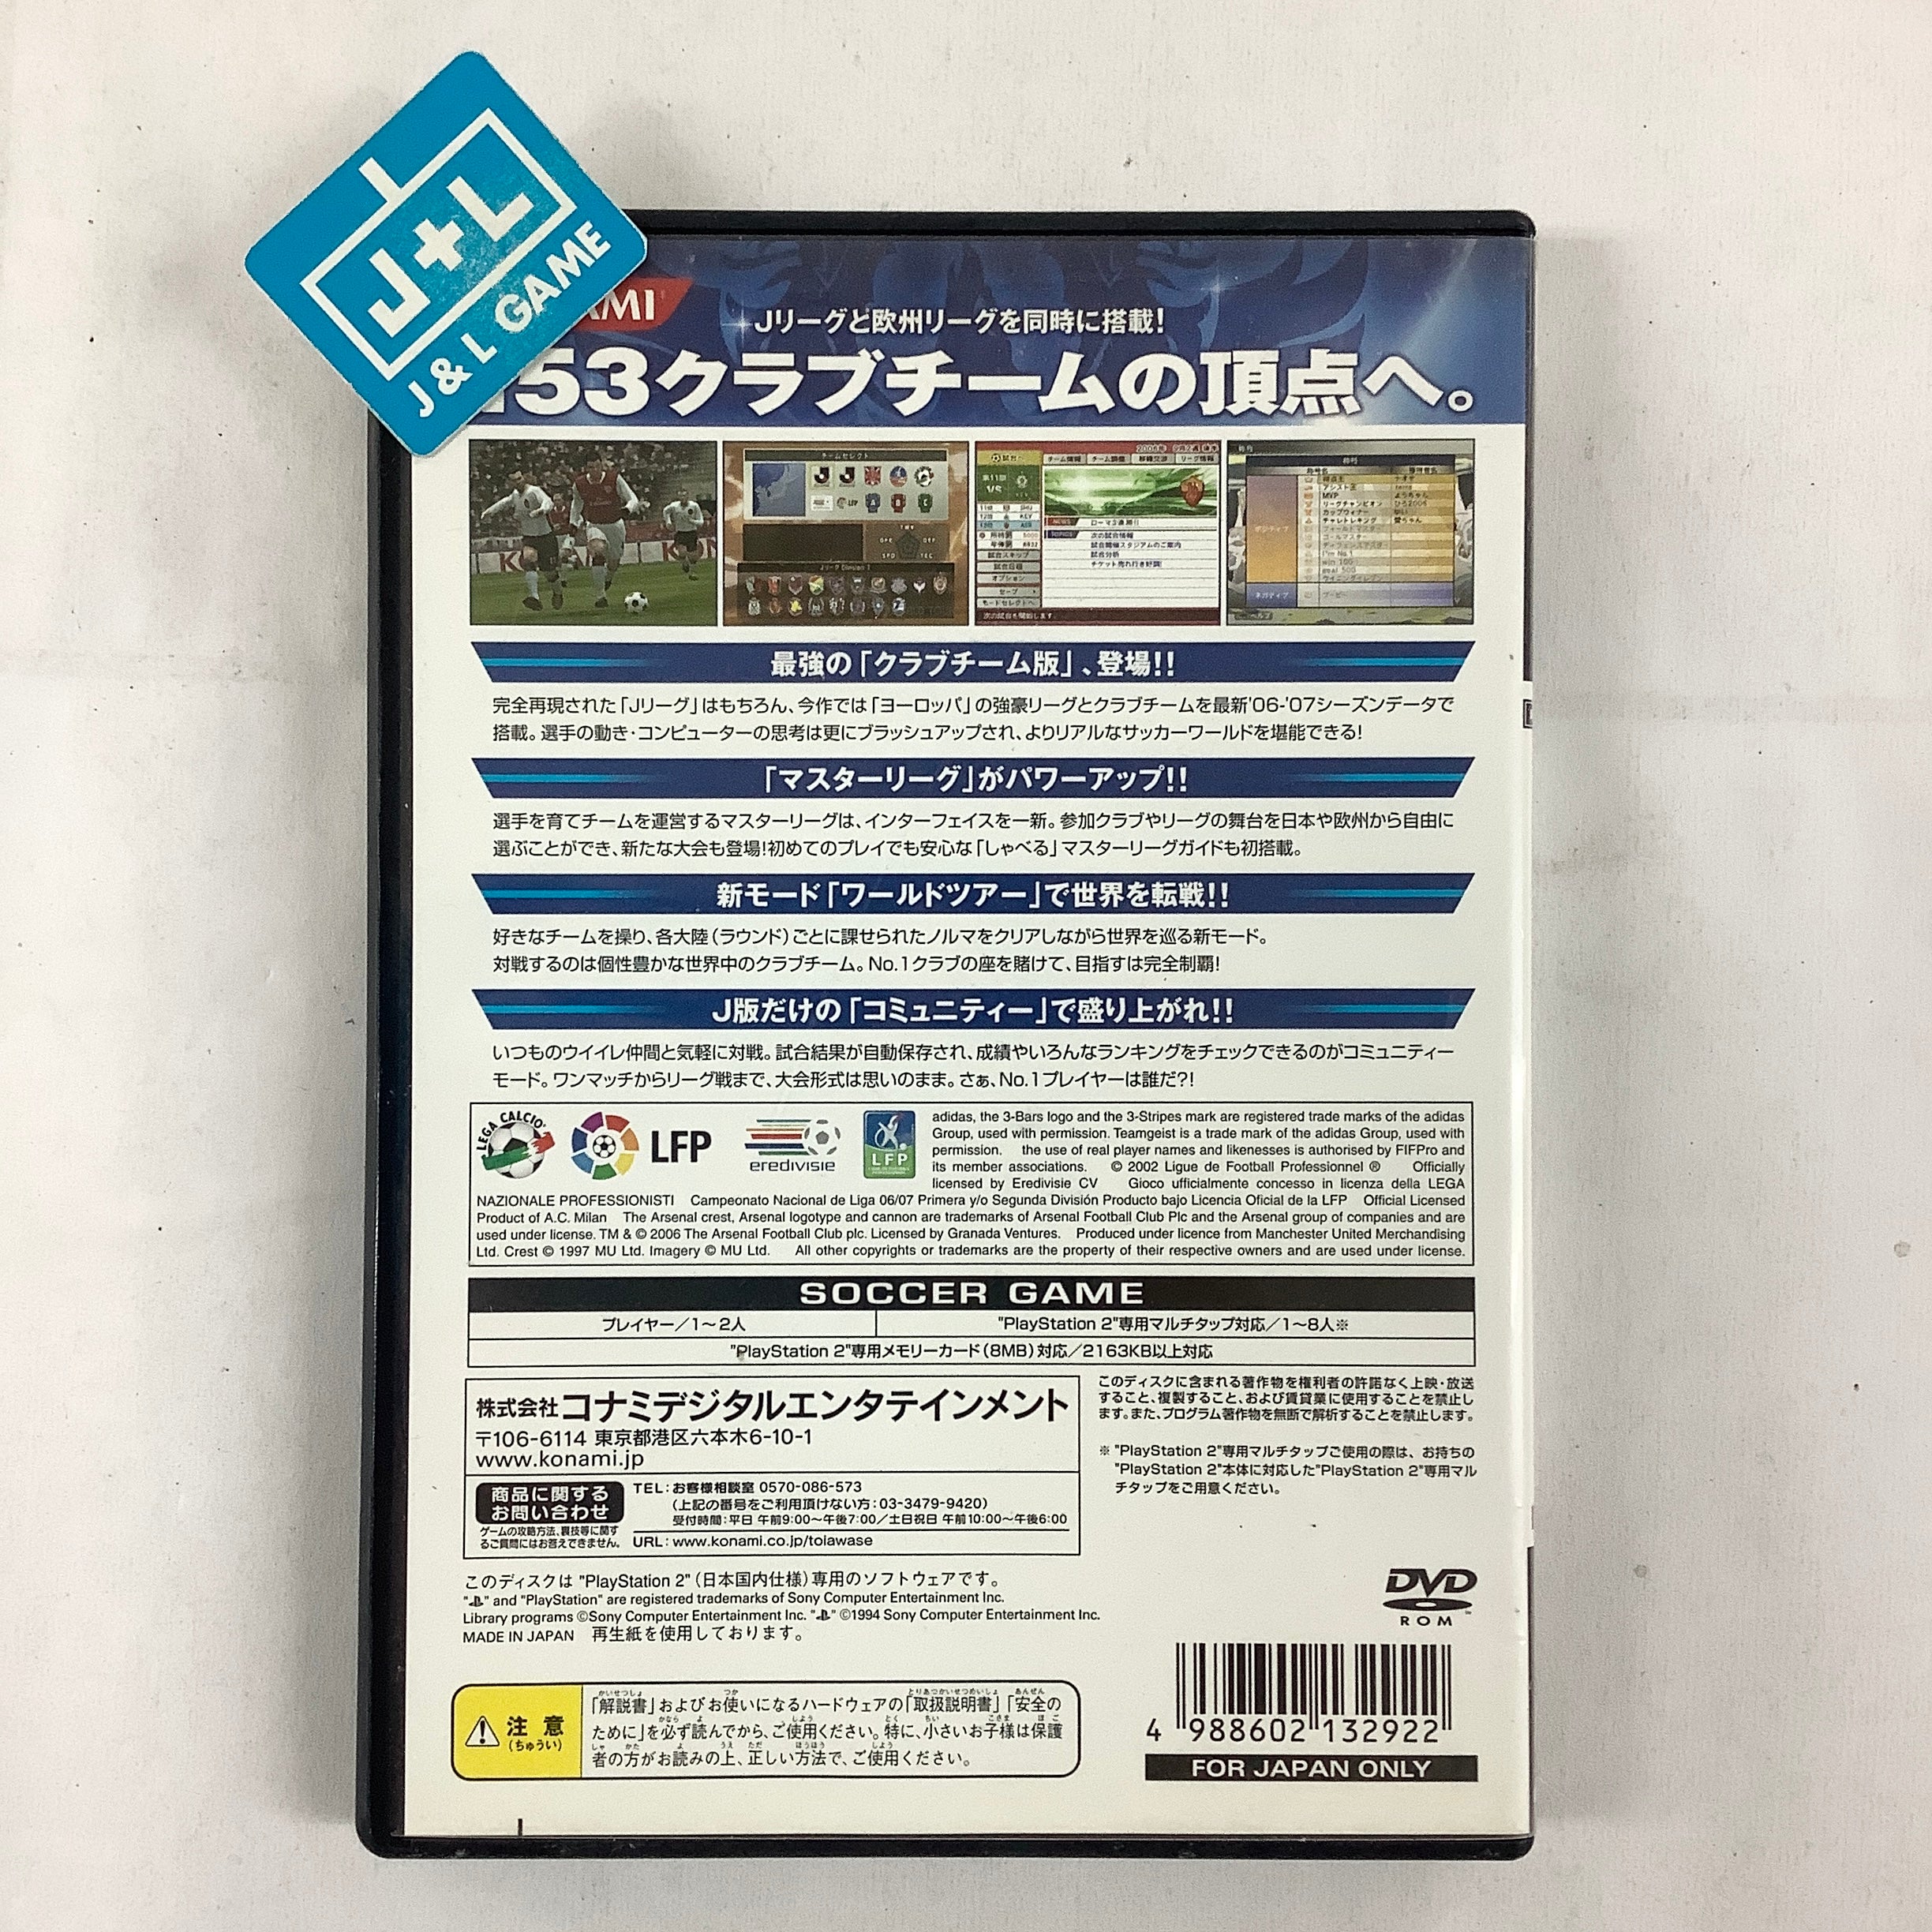 J+L
J & L GAME
Jリーグと欧州リーグを同時に搭載!
53クラブチームの頂点へ。
チームセレクト
最強の「クラブチーム版」、登場!!
完全再現された「Jリーグ」はもちろん、今作では「ヨーロッパ」の強豪リーグとクラブチームを最新'06-'07シーズンデータで
搭載。選手の動き・コンピューターの思考は更にブラッシュアップされ、よりリアルなサッカーワールドを堪能できる!
「マスターリーグ」がパワーアップ!!
選手を育てチームを運営するマスターリーグは、インターフェイスを一新。参加クラブやリーグの舞台を日本や欧州から自由に
選ぶことができ、新たな大会も登場!初めてのプレイでも安心な「しゃべる」マスターリーグガイドも初搭載。
新モード「ワールドツアー」で世界を転戦!!
好きなチームを操り、各大陸(ラウンド)ごとに課せられたノルマをクリアしながら世界を巡る新モード。
対戦するのは個性豊かな世界中のクラブチーム。No.1クラブの座を賭けて、目指すは完全制覇!
J版だけの「コミュニティー」で盛り上がれ!!
いつものウイイレ仲間と気軽に対戦。試合結果が自動保存され、成績やいろんなランキングをチェックできるのがコミュニティー
モード。ワンマッチからリーグ戦まで、大会形式は思いのまま。さぁ、No.1プレイヤーは誰だ?!
LEGA CALCIO
LFP
eredivisie
LFP
adidas, the 3-Bars logo and the 3-Stripes mark are registered trade marks of the adidas
Group, used with permission. Teamgeist is a trade mark of the adidas Group, used with
permission. the use of real player names and likenesses is authorised by FIFPro and
its member associations. © 2002 Ligue de Football Professionnel ® Officially
licensed by Eredivisie CV Gioco ufficialmente concesso in licenza della LEGA
NAZIONALE PROFESSIONISTI Campeonato Nacional de Liga 06/07 Primera y/o Segunda División Producto bajo Licencia Oficial de la LFP Official Licensed
Product of A.C. Milan The Arsenal crest, Arsenal logotype and cannon are trademarks of Arsenal Football Club Plc and the Arsenal group of companies and are
used under license. TM & © 2006 The Arsenal Football Club plc. Licensed by Granada Ventures. Produced under licence from Manchester United Merchandising
Ltd. Crest © 1997 MU Ltd. Imagery © MU Ltd. All other copyrights or trademarks are the property of their respective owners and are used under license.
SOCCER GAME
プレイヤー/1~2人
"PlayStation 2"専用マルチタップ対応/1~8人※
"PlayStation 2"専用メモリーカード(8MB)対応/2163KB以上対応
株式会社コナミデジタルエンタテインメント
〒106-6114 東京都港区六本木6-10-1
www.konami.jp
商品に関する
お問い合わせ
ゲームの攻略方法、裏技等に関す
るご質問にはお答えできません。
TEL:お客様相談室 0570-086-573
(上記の番号をご利用頂けない方:03-3479-9420)
受付時間:平日 午前9:00~午後7:00/土日祝日 午前10:00~午後6:00
URL:www.konami.co.jp/toiawase
このディスクに含まれる著作物を権利者の許諾なく上映・放送
すること、複製すること、および賃貸業に使用することを禁止し
ます。また、プログラム著作物を無断で解析することを禁止します。
※"PlayStation 2"専用マルチタップご使用の際は、お持ちの
"PlayStation 2"本体に対応した"PlayStation 2"専用マル
チタップをご用意ください。
このディスクは "PlayStation 2"(日本国内仕様)専用のソフトウェアです。
" " and "PlayStation" are registered trademarks of Sony Computer Entertainment Inc.
Library programs ©Sony Computer Entertainment Inc. " " ©1994 Sony Computer Entertainment Inc.
MADE IN JAPAN 再生紙を使用しております。
DVD
ROM
注意
(ちゅうい)
「解説書」およびお使いになるハードウェアの「取扱説明書」「安全の
ために」を必ず読んでから、ご使用ください。特に、小さいお子様は保護
者の方がお読みの上、正しい方法で、ご使用ください。
4 988602 132922
FOR JAPAN ONLY